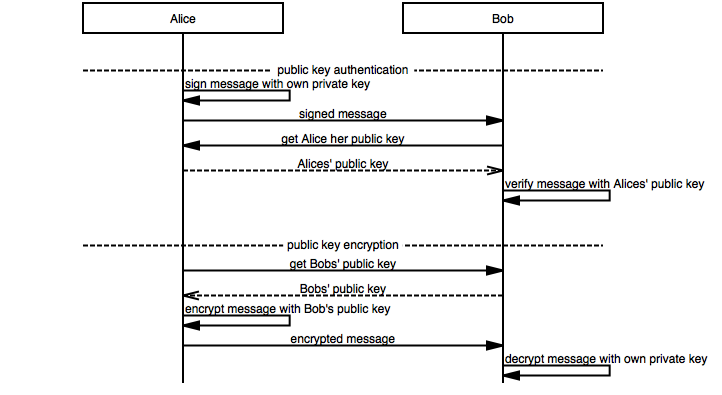 Alice
Bob
public key authentication
sign message with own private key
signed message
get Alice her public key
Alices' public key
verify message with Alices' public key
public key encryption
get Bobs' public key
Bobs' public key
encrypt message with Bob's public key
encrypted message
decrypt message with own private key